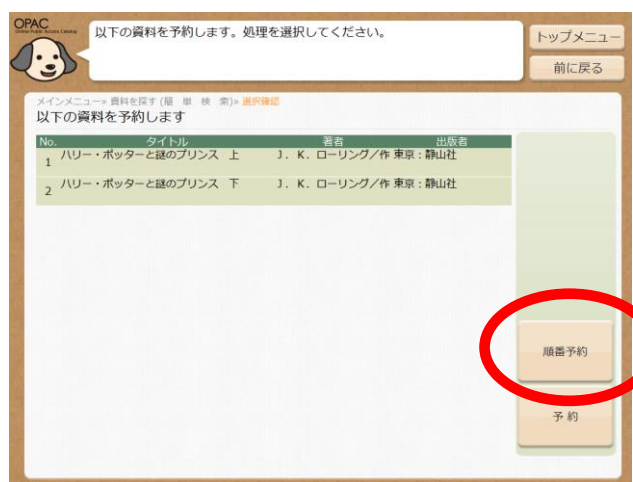 OPAC
Online Public Access Catalog
以下の資料を予約します。処理を選択してください。
トップメニュー
前に戻る
メインメニュー» 資料を探す(簡 単 検 索)» 選択確認
以下の資料を予約します
No. タイトル 著者 出版者
1 ハリー・ポッターと謎のプリンス 上 J.K.ローリング/作 東京:静山社
2 ハリー・ポッターと謎のプリンス 下 J.K.ローリング/作 東京:静山社
順番予約
予約